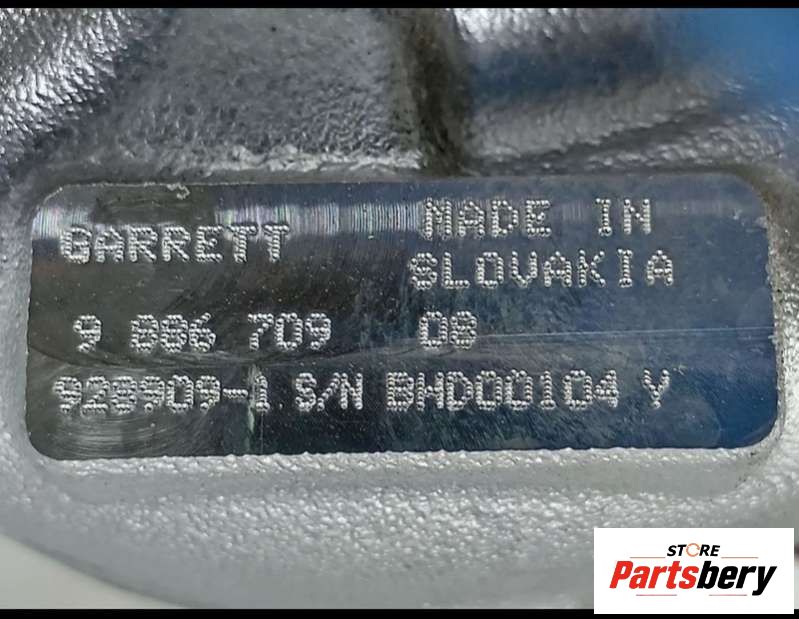 GARRETT
MADE IN
SLOVAKIA
9 886 709 08
928909-1 S/N BHD00104 Y
STORE
Partsbery